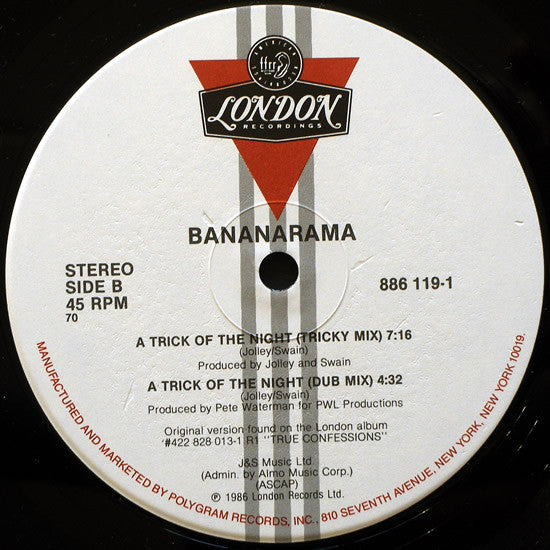 AMERICAN
ffrr
RECORDINGS
LONDON
RECORDINGS
BANANARAMA
STEREO
SIDE B
45 RPM
70
886 119-1
A TRICK OF THE NIGHT (TRICKY MIX) 7:16
(Jolley/Swain)
Produced by Jolley and Swain
A TRICK OF THE NIGHT (DUB MIX) 4:32
(Jolley/Swain)
Produced by Pete Waterman for PWL Productions
Original version found on the London album
"#422 828 013-1 R1 "TRUE CONFESSIONS"
J&S Music Ltd.
(Admin. by Almo Music Corp.)
(ASCAP)
℗ 1986 London Records Ltd.
MANUFACTURED AND MARKETED BY POLYGRAM RECORDS, INC., 810 SEVENTH AVENUE, NEW YORK, NEW YORK 10019.